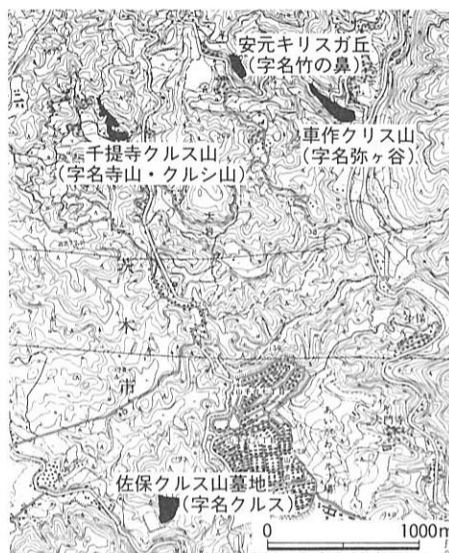 安元キリスガ丘
(字名竹の鼻)
車作クリス山
(字名弥ヶ谷)
千提寺クルス山
(字名寺山・クルシ山)
茨
木
市
佐保クルス山墓地
(字名クルス)
0 1000m